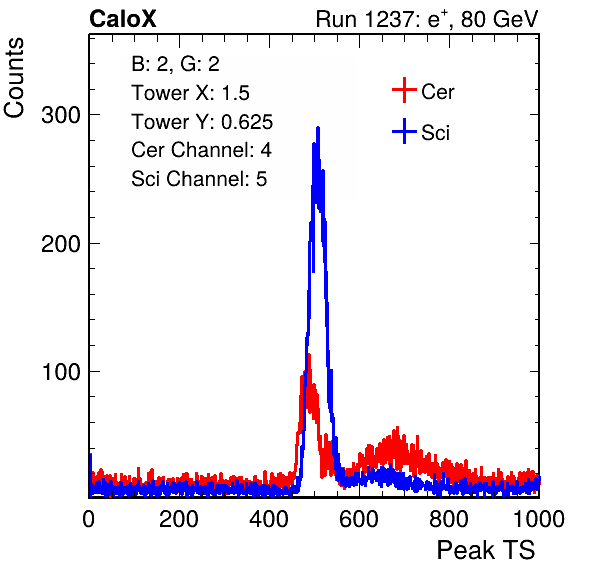 CaloX Run 1237: e⁺, 80 GeV
Counts
B: 2, G: 2
Tower X: 1.5
Tower Y: 0.625
Cer Channel: 4
Sci Channel: 5
Cer
Sci
300
200
100
0 200 400 600 800 1000
Peak TS